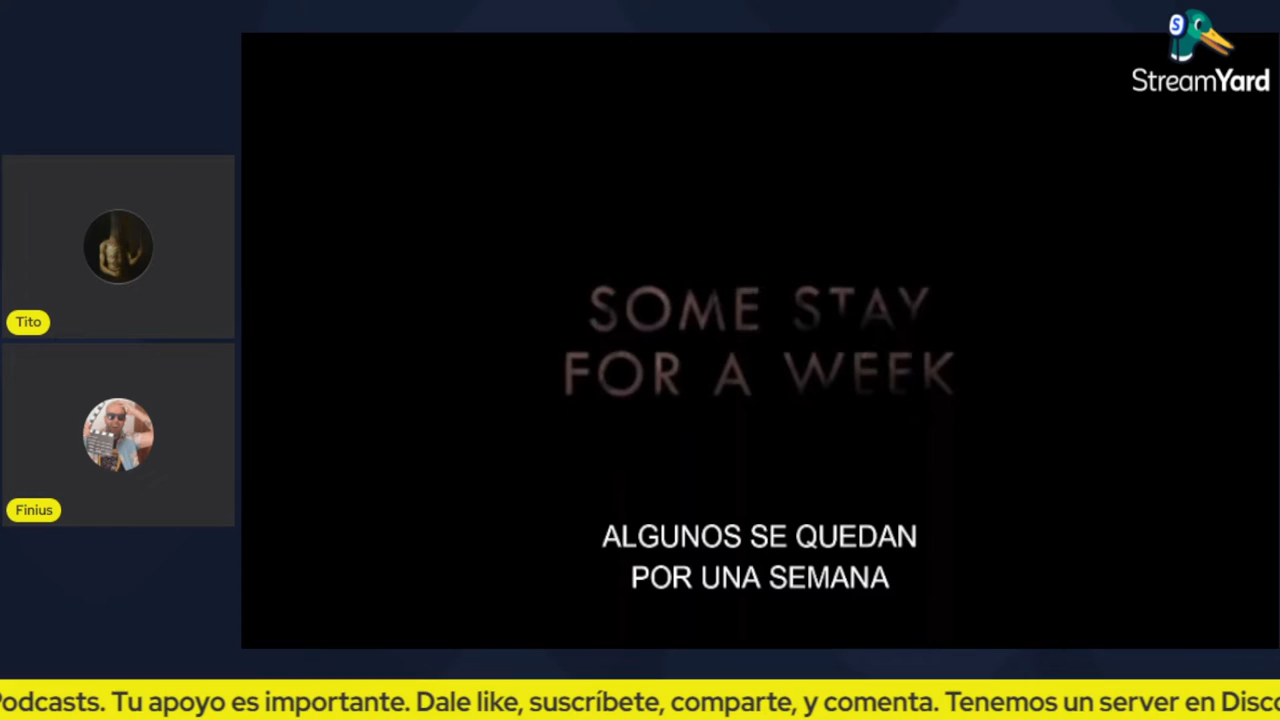 StreamYard
SOME STAY
FOR A WEEK
Tito
Finius
ALGUNOS SE QUEDAN
POR UNA SEMANA
Podcasts. Tu apoyo es importante. Dale like, suscríbete, comparte, y comenta. Tenemos un server en Disco